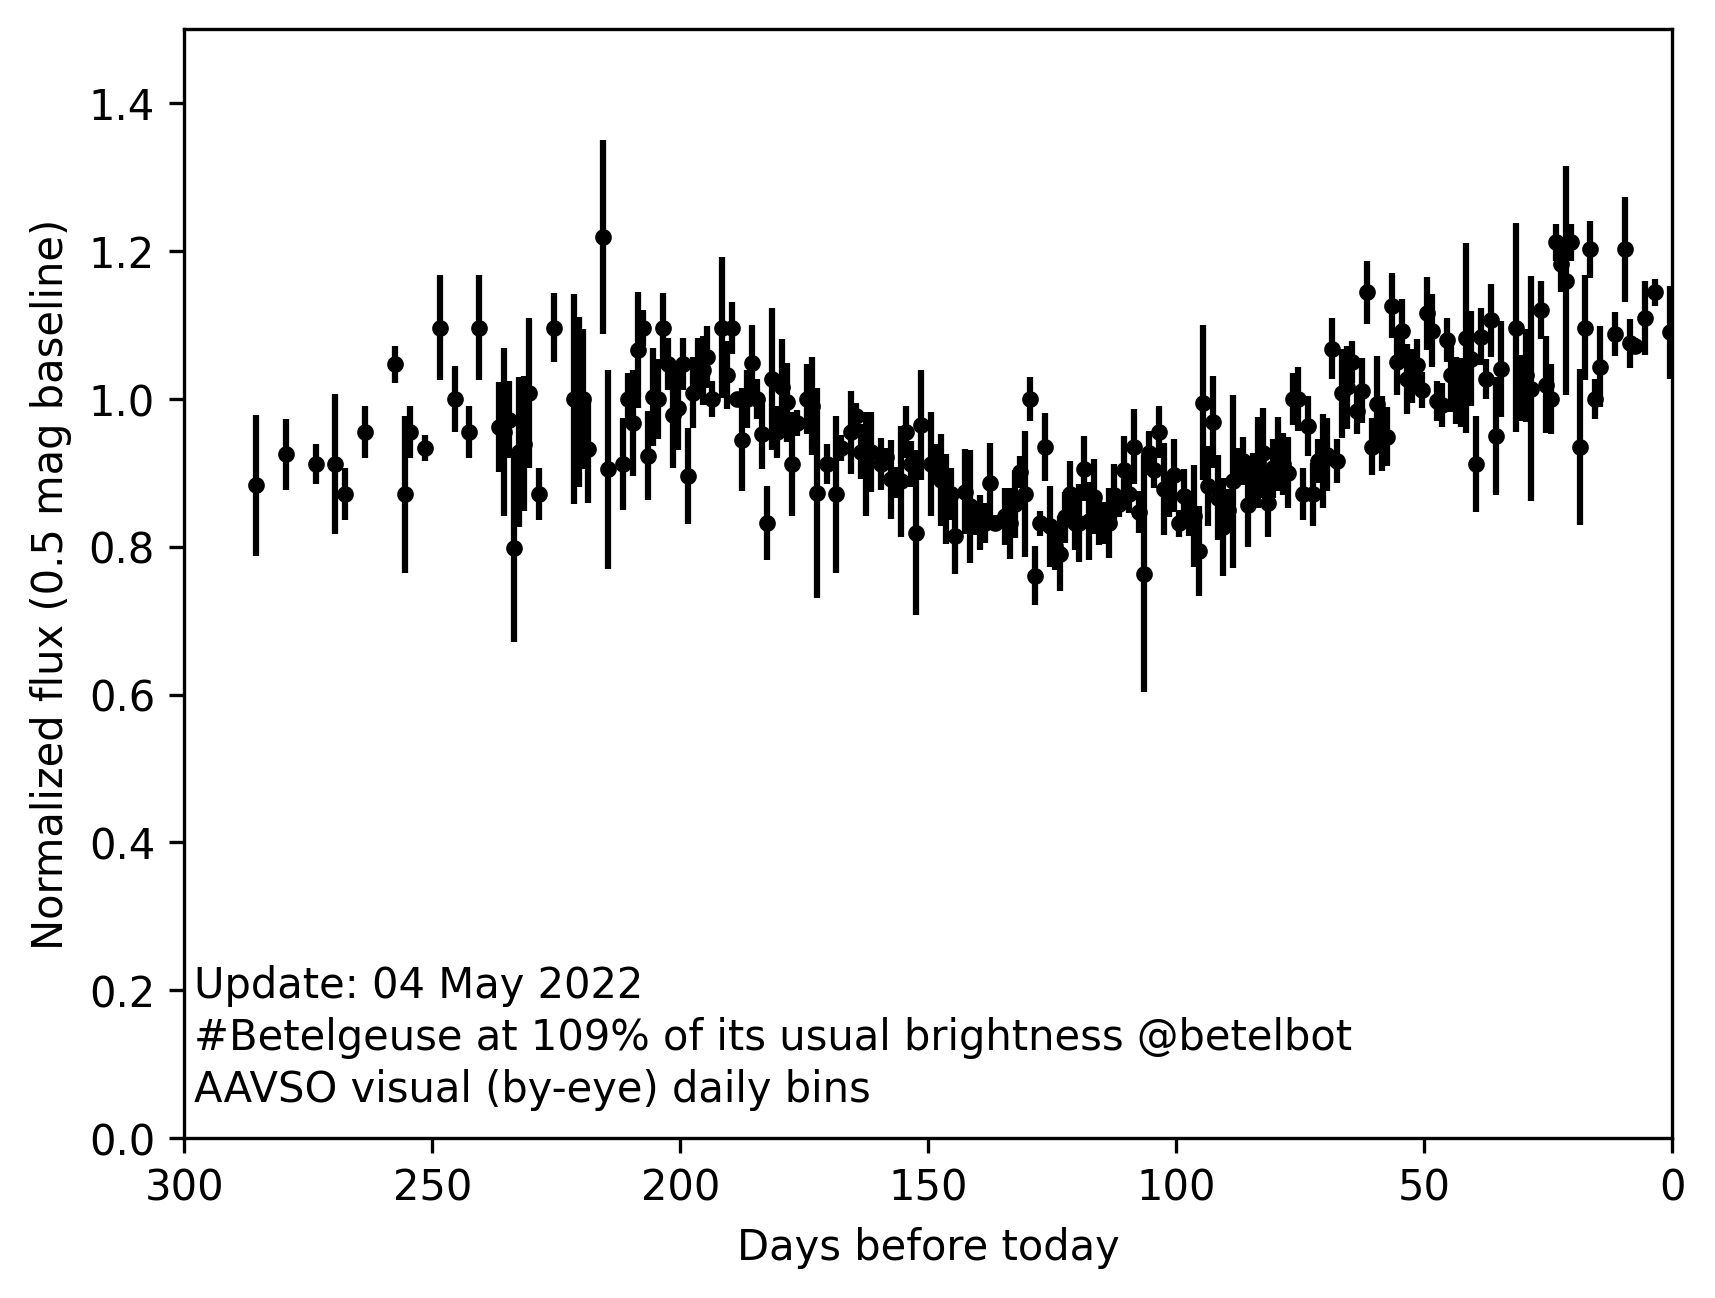 1.4
1.2
1.0
0.8
0.6
0.4
0.2
0.0
Normalized flux (0.5 mag baseline)
Update: 04 May 2022
#Betelgeuse at 109% of its usual brightness @betelbot
AAVSO visual (by-eye) daily bins
300 250 200 150 100 50 0
Days before today